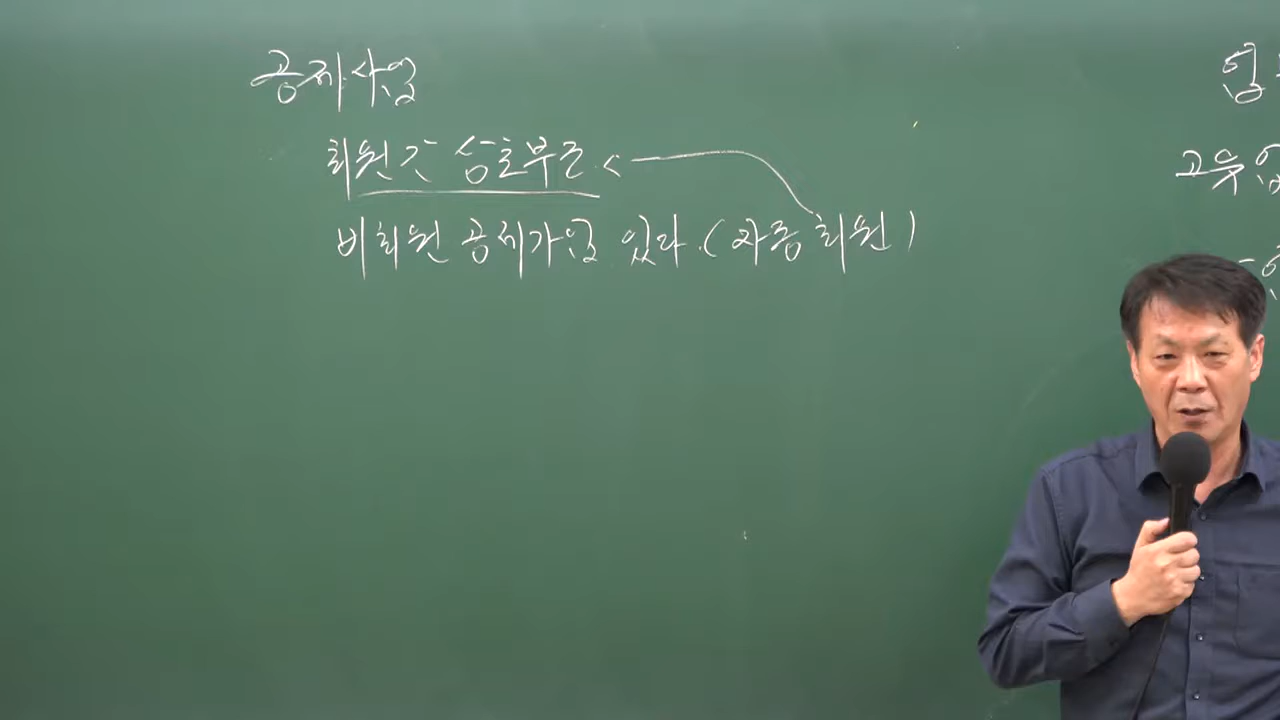 공제사업
회원간 상호부조
비회원 공제가입 있다. (자동회원)